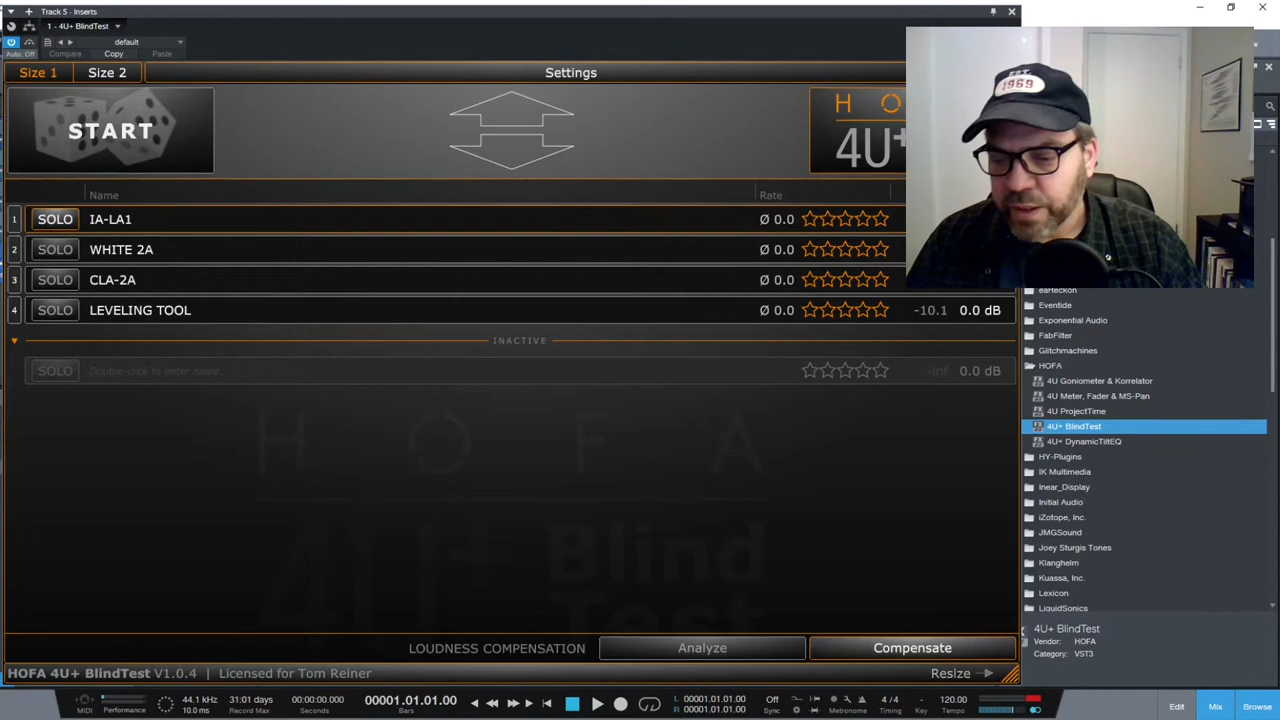 Track 5 - Inserts
1 - 4U+ BlindTest
default
Auto: Off
Compare
Copy
Paste
Size 1
Size 2
Settings
START
H O
4U+
EST.
1969
Name
Rate
1 SOLO IA-LA1 Ø 0.0
2 SOLO WHITE 2A Ø 0.0
3 SOLO CLA-2A Ø 0.0
4 SOLO LEVELING TOOL Ø 0.0 -10.1 0.0 dB
INACTIVE
SOLO Double-click to enter name. -inf 0.0 dB
H O F A
4U+ Blind
Test
LOUDNESS COMPENSATION
Analyze
Compensate
HOFA 4U+ BlindTest V1.0.4 | Licensed for Tom Reiner
Resize
eaReckon
Eventide
Exponential Audio
FabFilter
Glitchmachines
HOFA
4U Goniometer & Korrelator
4U Meter, Fader & MS-Pan
4U ProjectTime
4U+ BlindTest
4U+ DynamicTiltEQ
HY-Plugins
IK Multimedia
Inear_Display
Initial Audio
iZotope, Inc.
JMGSound
Joey Sturgis Tones
Klanghelm
Kuassa, Inc.
Lexicon
LiquidSonics
4U+ BlindTest
Vendor: HOFA
Category: VST3
MIDI
Performance
44.1 kHz
10.0 ms
31:01 days
Record Max
00:00:00.000
Seconds
00001.01.01.00
Bars
L 00001.01.01.00
R 00001.01.01.00
Off
Sync
Metronome
4 / 4
Timing
Key
120.00
Tempo
Edit
Mix
Browse